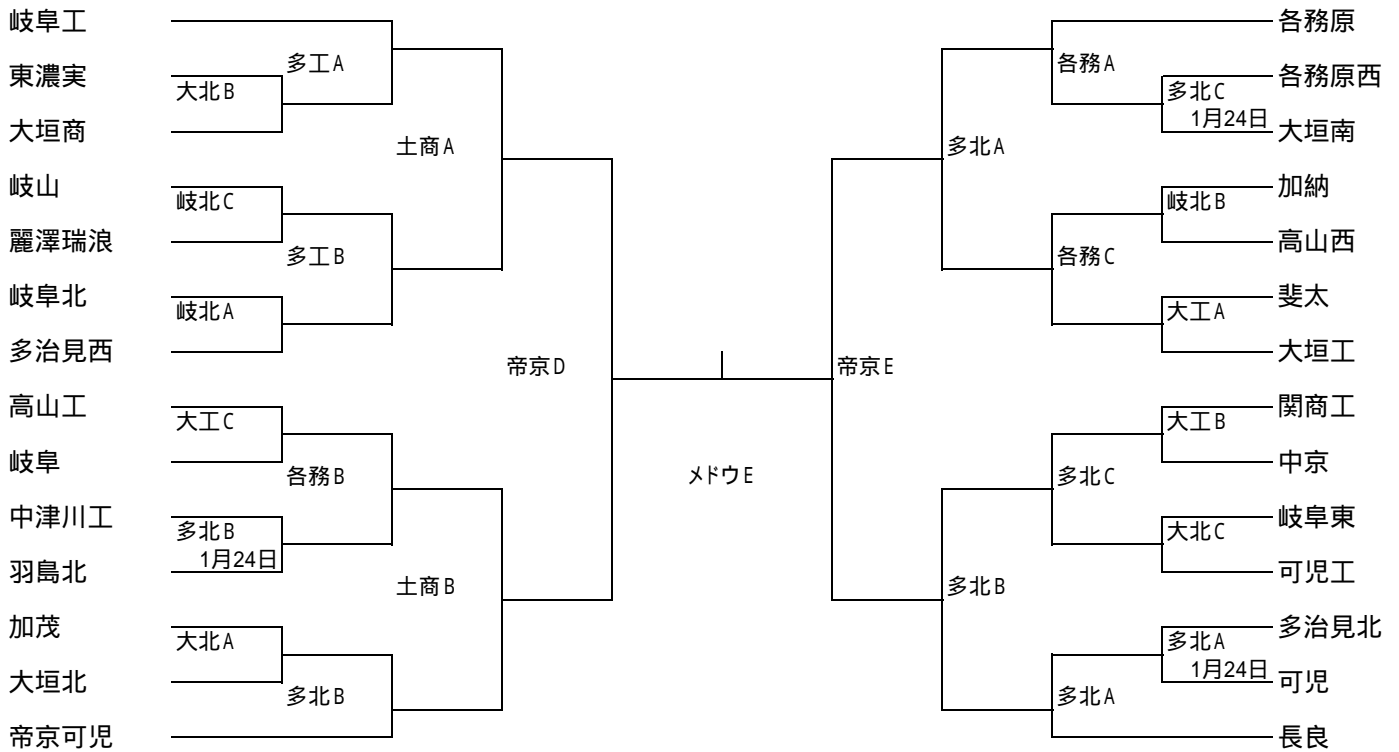 岐阜工
各務原
多工A
各務A
東濃実
各務原西
大北B
多北C
1月24日
大垣商
大垣南
土商A
多北A
岐山
加納
岐北C
岐北B
麗澤瑞浪
高山西
多工B
各務C
岐阜北
斐太
岐北A
大工A
多治見西
大垣工
帝京D
帝京E
高山工
関商工
大工C
大工B
岐阜
中京
各務B
メドウE
多北C
中津川工
岐阜東
多北B
大北C
1月24日
羽島北
可児工
土商B
多北B
加茂
多治見北
大北A
多北A
1月24日
大垣北
可児
多北B
多北A
帝京可児
長良